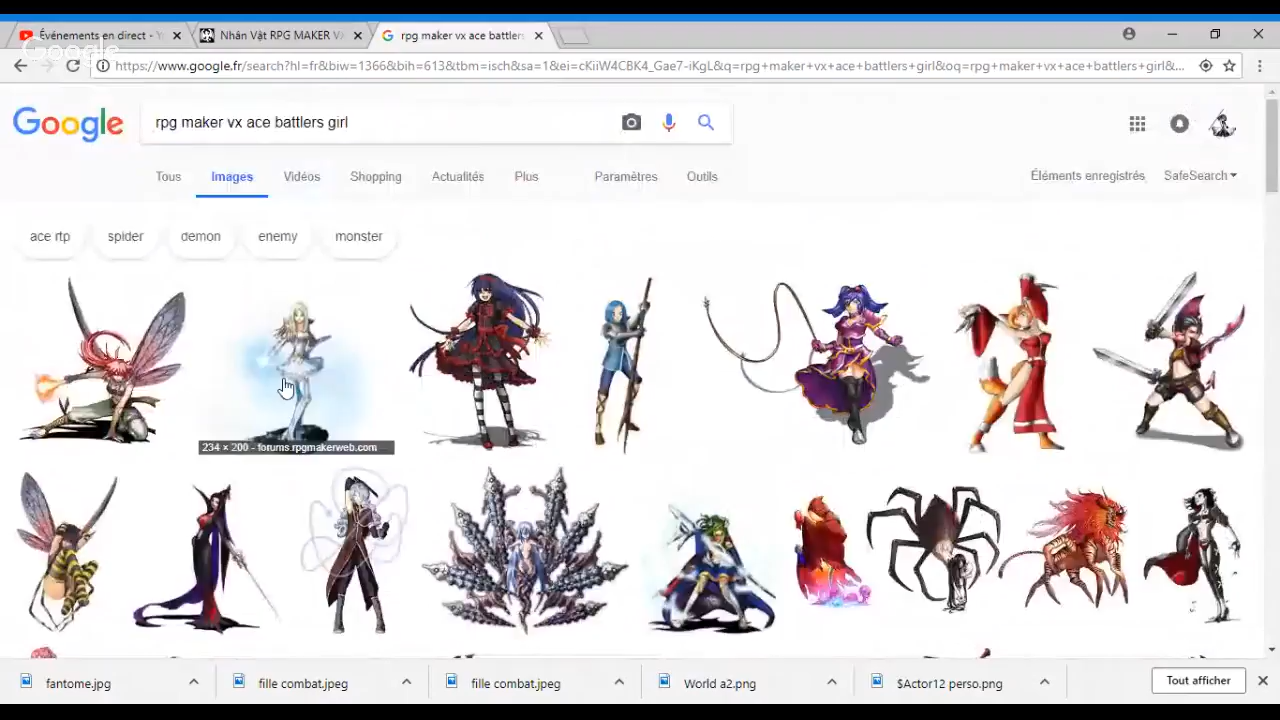 Événements en direct - Y
Nhân Vật RPG MAKER VX
rpg maker vx ace battlers
Google
https://www.google.fr/search?hl=fr&biw=1366&bih=613&tbm=isch&sa=1&ei=cKiiW4CBK4_Gae7-iKgL&q=rpg+maker+vx+ace+battlers+girl&oq=rpg+maker+vx+ace+battlers+girl&...
Google
rpg maker vx ace battlers girl
Tous Images Vidéos Shopping Actualités Plus Paramètres Outils Éléments enregistrés SafeSearch
ace rtp spider demon enemy monster
234 × 200 - forums.rpgmakerweb.com
fantome.jpg fille combat.jpeg fille combat.jpeg World a2.png $Actor12 perso.png Tout afficher